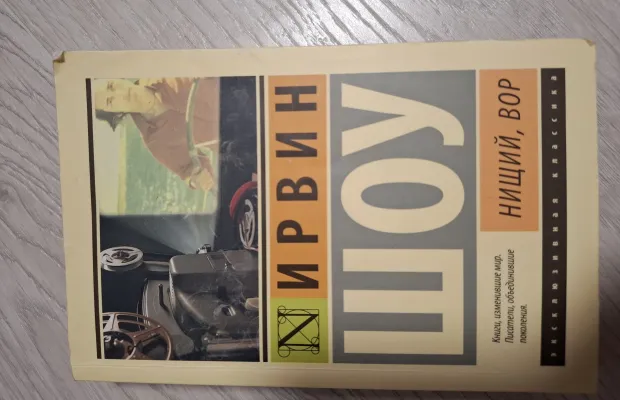 ИРВИН
ШОУ
НИЩИЙ, ВОР
Книги, изменившие мир.
Писатели, объединившие
поколения.
эксклюзивная классика